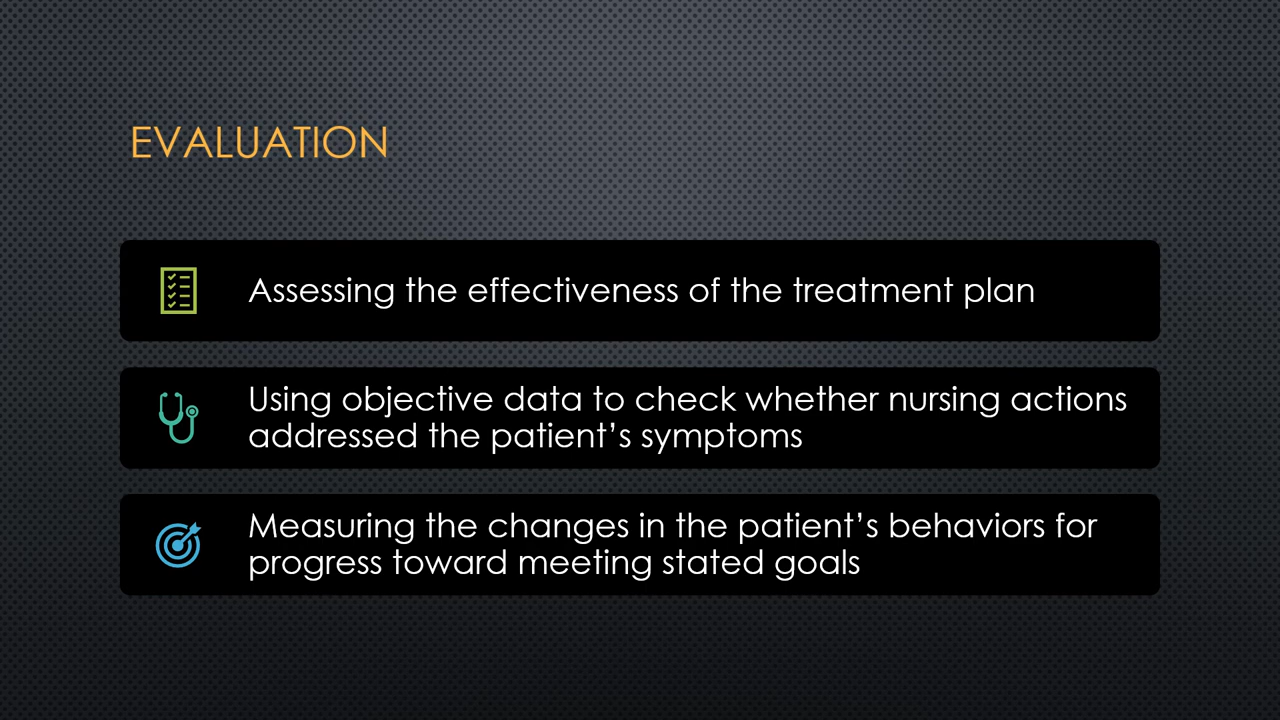 EVALUATION
Assessing the effectiveness of the treatment plan
Using objective data to check whether nursing actions
addressed the patient’s symptoms
Measuring the changes in the patient’s behaviors for
progress toward meeting stated goals